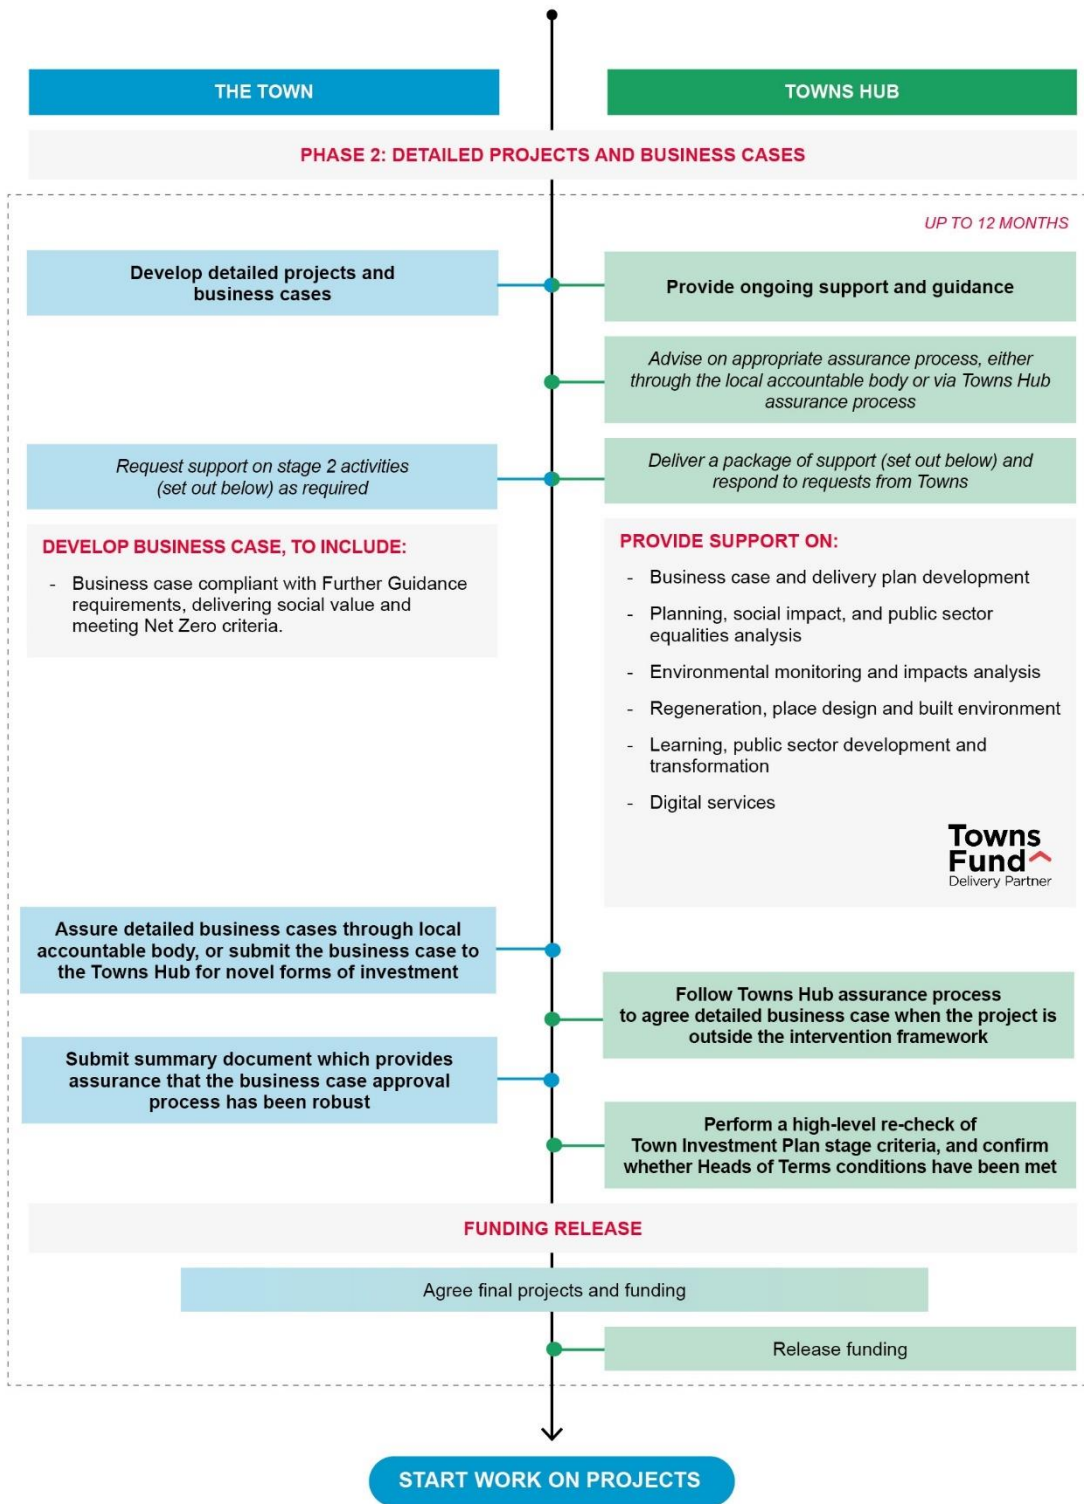 THE TOWN
TOWNS HUB
PHASE 2: DETAILED PROJECTS AND BUSINESS CASES
UP TO 12 MONTHS
Develop detailed projects and
business cases
Provide ongoing support and guidance
Advise on appropriate assurance process, either
through the local accountable body or via Towns Hub
assurance process
Request support on stage 2 activities
(set out below) as required
Deliver a package of support (set out below) and
respond to requests from Towns
DEVELOP BUSINESS CASE, TO INCLUDE:
- Business case compliant with Further Guidance
requirements, delivering social value and
meeting Net Zero criteria.
PROVIDE SUPPORT ON:
- Business case and delivery plan development
- Planning, social impact, and public sector
equalities analysis
- Environmental monitoring and impacts analysis
- Regeneration, place design and built environment
- Learning, public sector development and
transformation
- Digital services
Towns
Fund
Delivery Partner
Assure detailed business cases through local
accountable body, or submit the business case to
the Towns Hub for novel forms of investment
Follow Towns Hub assurance process
to agree detailed business case when the project is
outside the intervention framework
Submit summary document which provides
assurance that the business case approval
process has been robust
Perform a high-level re-check of
Town Investment Plan stage criteria, and confirm
whether Heads of Terms conditions have been met
FUNDING RELEASE
Agree final projects and funding
Release funding
START WORK ON PROJECTS